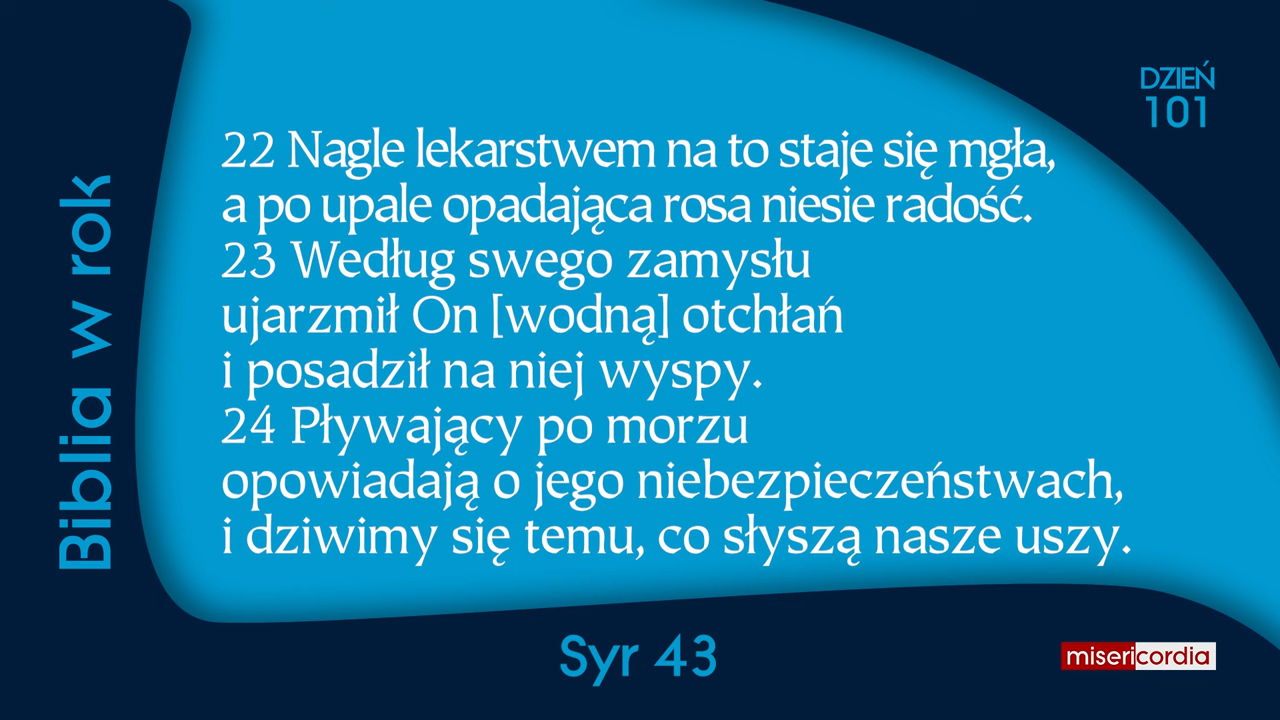 DZIEŃ
101
Biblia w rok
22 Nagle lekarstwem na to staje się mgła,
a po upale opadająca rosa niesie radość.
23 Według swego zamysłu
ujarzmił On [wodną] otchłań
i posadził na niej wyspy.
24 Pływający po morzu
opowiadają o jego niebezpieczeństwach,
i dziwimy się temu, co słyszą nasze uszy.
Syr 43
misericordia